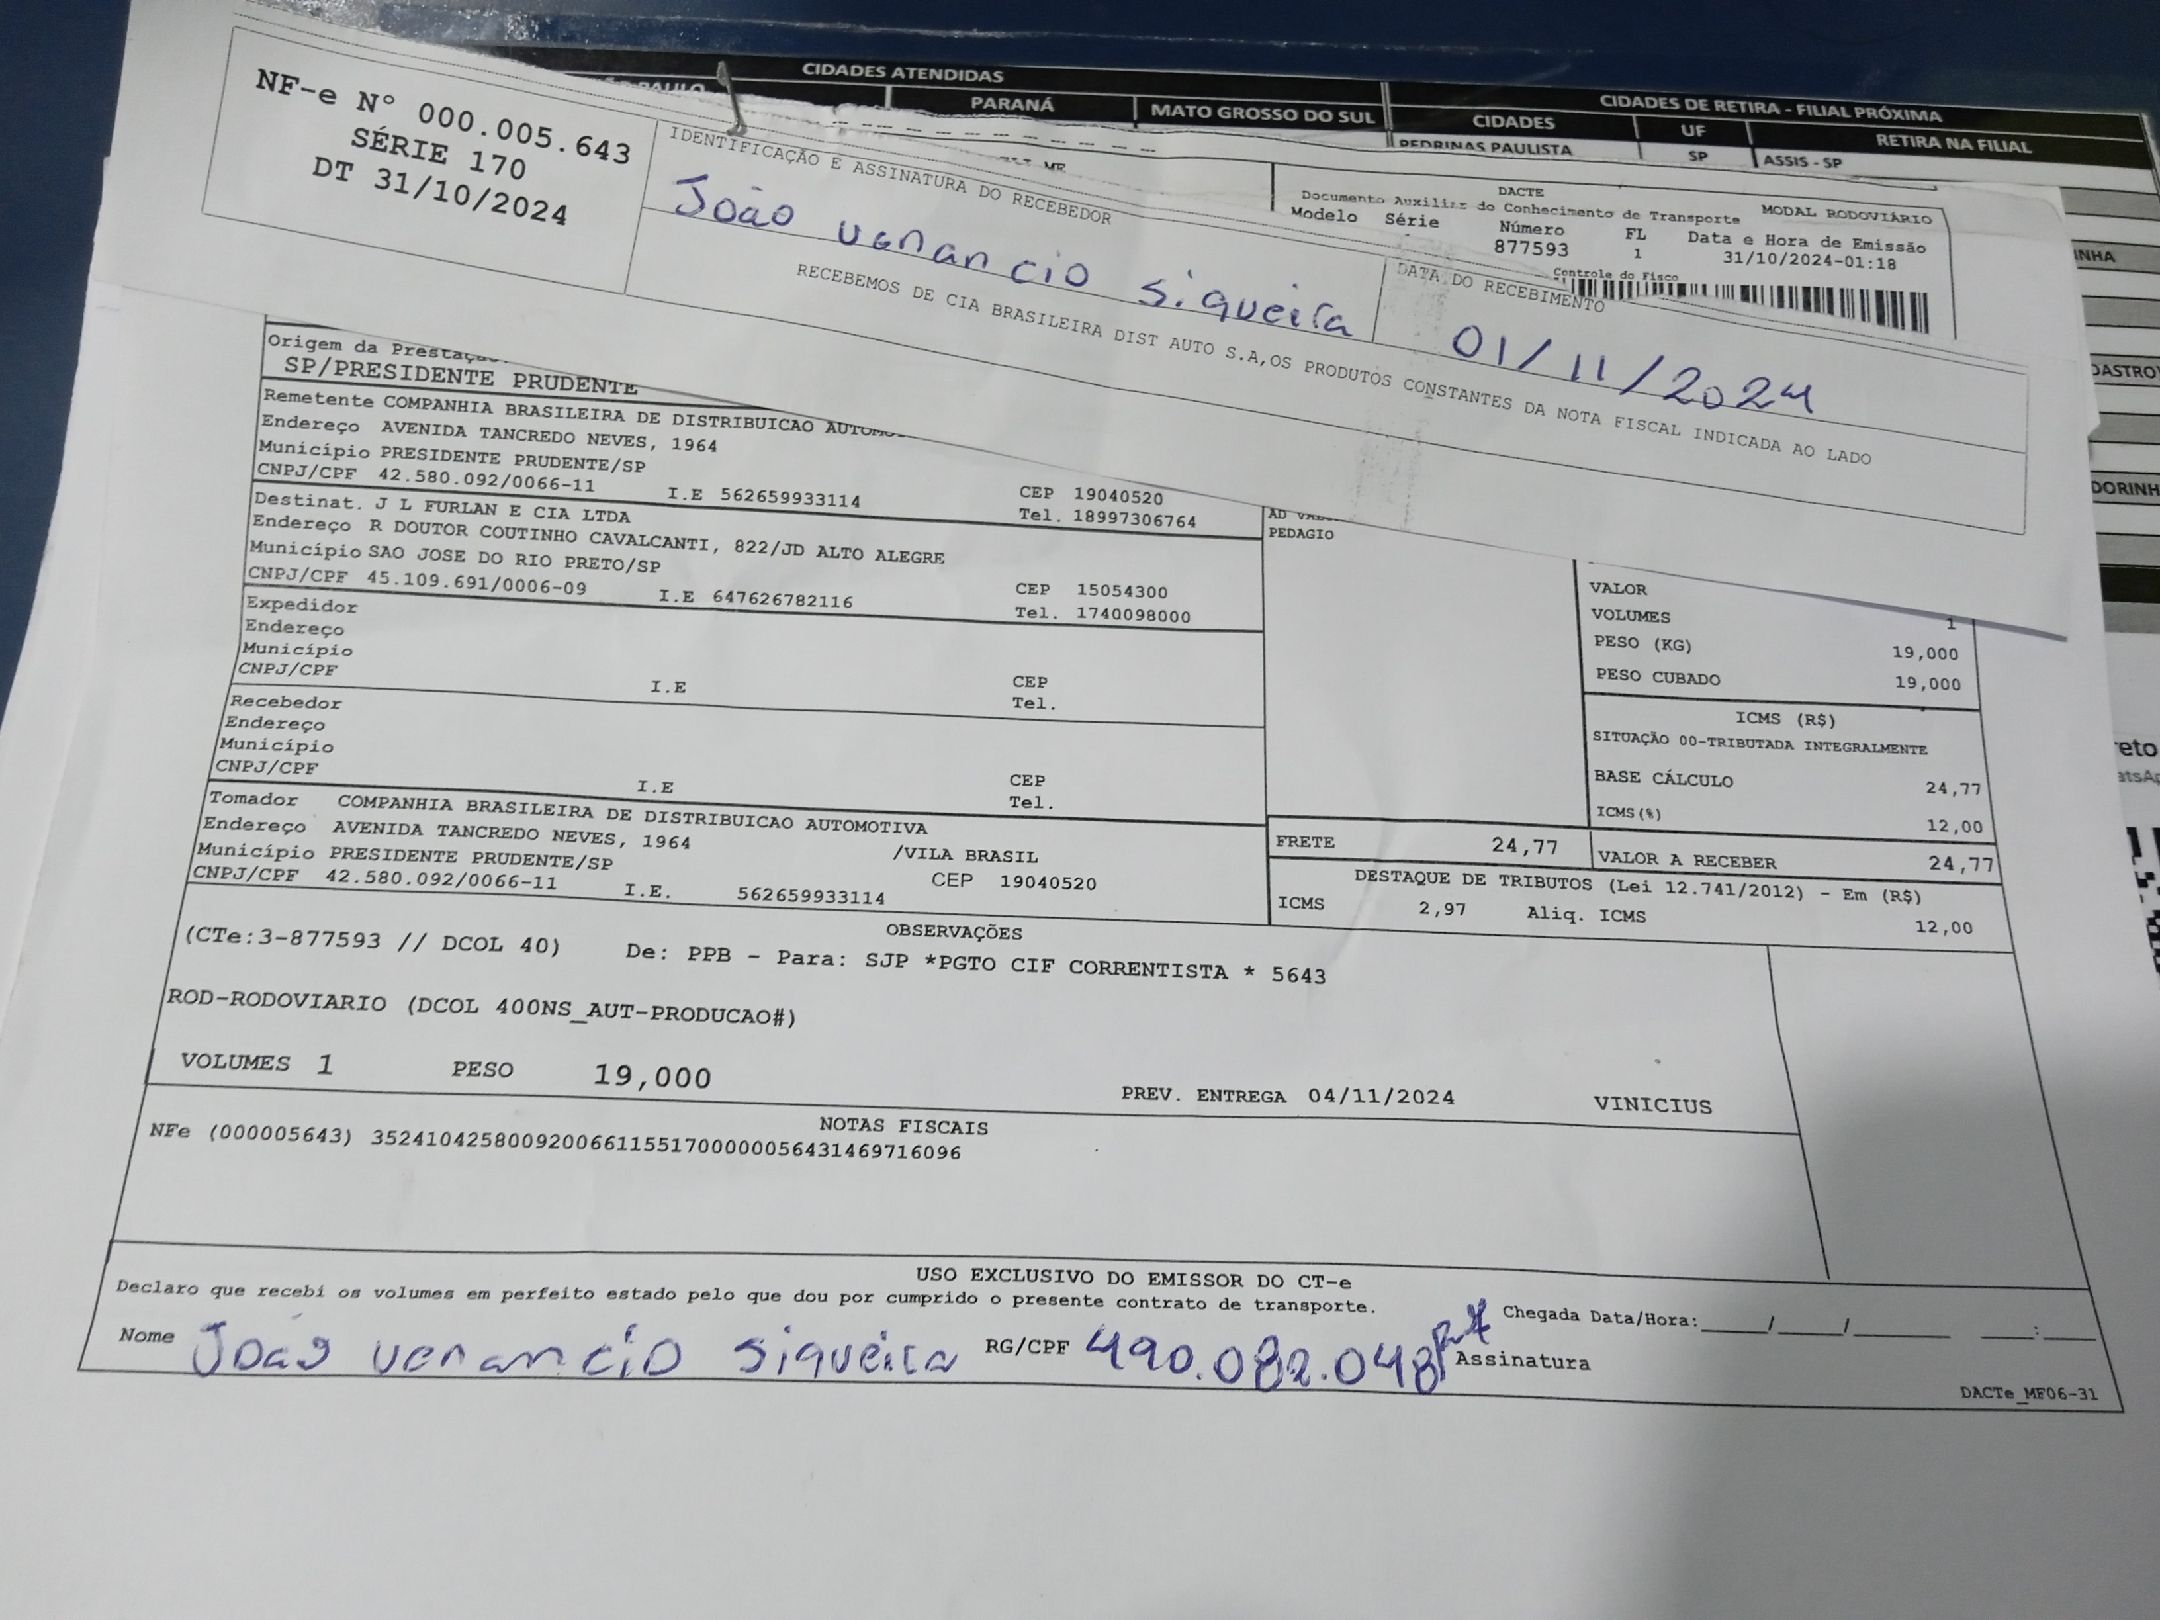 CIDADES ATENDIDAS
PARANÁ
MATO GROSSO DO SUL
CIDADES DE RETIRA - FILIAL PRÓXIMA
CIDADES
UF
RETIRA NA FILIAL
PEDRINAS PAULISTA
SP
ASSIS - SP
NF-e N° 000.005.643
SÉRIE 170
DT 31/10/2024
IDENTIFICAÇÃO E ASSINATURA DO RECEBEDOR
João venancio siqueira
DATA DO RECEBIMENTO
01/11/2024
RECEBEMOS DE CIA BRASILEIRA DIST AUTO S.A,OS PRODUTOS CONSTANTES DA NOTA FISCAL INDICADA AO LADO
DACTE
Documento Auxiliar do Conhecimento de Transporte
MODAL RODOVIÁRIO
Modelo Série Número FL Data e Hora de Emissão
877593 1 31/10/2024-01:18
Controle do Fisco
Origem da Prestação
SP/PRESIDENTE PRUDENTE
Remetente COMPANHIA BRASILEIRA DE DISTRIBUICAO
Endereço AVENIDA TANCREDO NEVES, 1964
Município PRESIDENTE PRUDENTE/SP
CEP 19040520
CNPJ/CPF 42.580.092/0066-11 I.E 562659933114 Tel. 18997306764
Destinat. J L FURLAN E CIA LTDA
Endereço R DOUTOR COUTINHO CAVALCANTI, 822/JD ALTO ALEGRE
Município SAO JOSE DO RIO PRETO/SP CEP 15054300
CNPJ/CPF 45.109.691/0006-09 I.E 647626782116 Tel. 1740098000
Expedidor
Endereço
Município CEP
CNPJ/CPF I.E Tel.
Recebedor
Endereço
Município CEP
CNPJ/CPF I.E Tel.
Tomador COMPANHIA BRASILEIRA DE DISTRIBUICAO AUTOMOTIVA
Endereço AVENIDA TANCREDO NEVES, 1964 /VILA BRASIL
Município PRESIDENTE PRUDENTE/SP CEP 19040520
CNPJ/CPF 42.580.092/0066-11 I.E. 562659933114
PEDAGIO
VALOR
VOLUMES 1
PESO (KG) 19,000
PESO CUBADO 19,000
ICMS (R$)
SITUAÇÃO 00-TRIBUTADA INTEGRALMENTE
BASE CÁLCULO 24,77
ICMS(%) 12,00
FRETE 24,77 VALOR A RECEBER 24,77
DESTAQUE DE TRIBUTOS (Lei 12.741/2012) - Em (R$)
ICMS 2,97 Aliq. ICMS 12,00
OBSERVAÇÕES
(CTe:3-877593 // DCOL 40) De: PPB - Para: SJP *PGTO CIF CORRENTISTA * 5643
ROD-RODOVIARIO (DCOL 400NS_AUT-PRODUCAO#)
VOLUMES 1 PESO 19,000 PREV. ENTREGA 04/11/2024 VINICIUS
NOTAS FISCAIS
NFe (000005643) 35241042580092006611551700000056431469716096
USO EXCLUSIVO DO EMISSOR DO CT-e
Declaro que recebi os volumes em perfeito estado pelo que dou por cumprido o presente contrato de transporte.
Chegada Data/Hora:_____/_____/_______ ____:____
Nome João venancio siqueira RG/CPF 490.082.048 Assinatura
DACTe_MF06-31